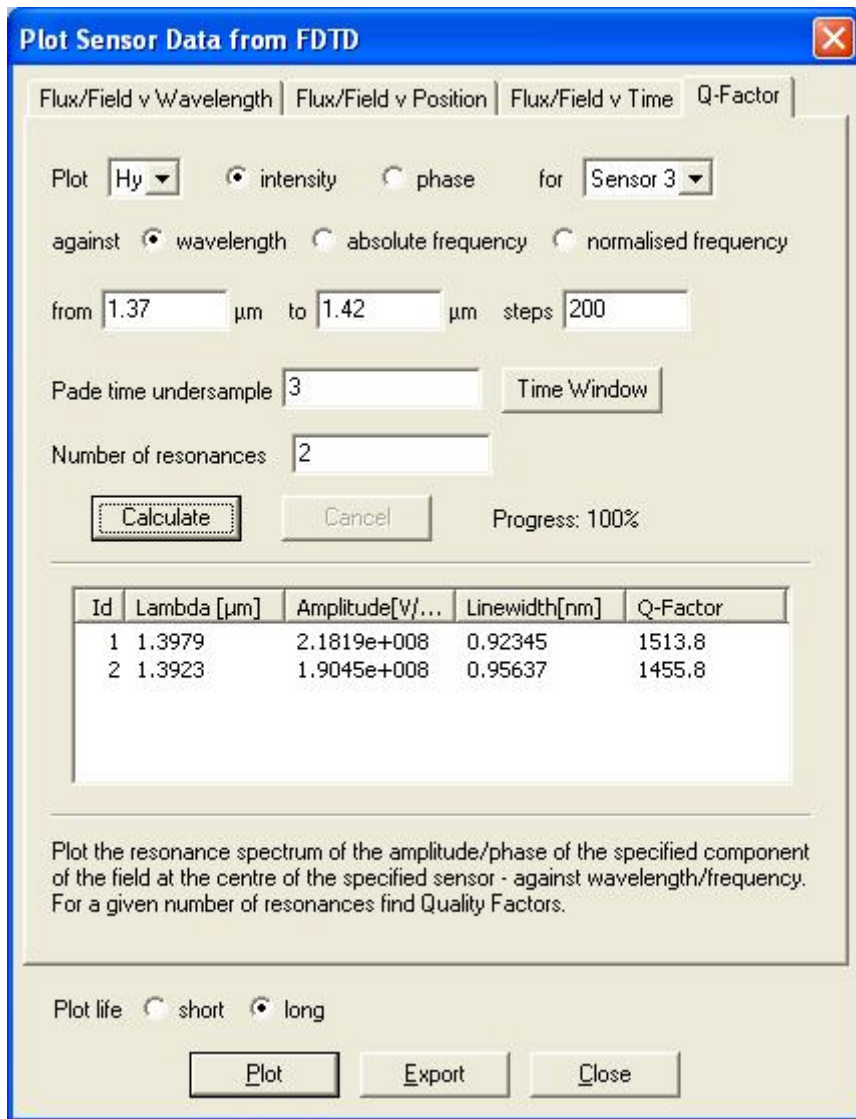 Plot Sensor Data from FDTD
Flux/Field v Wavelength Flux/Field v Position Flux/Field v Time Q-Factor
Plot Hy intensity phase for Sensor 3
against wavelength absolute frequency normalised frequency
from 1.37 µm to 1.42 µm steps 200
Pade time undersample 3 Time Window
Number of resonances 2
Calculate Cancel Progress: 100%
Id Lambda [µm] Amplitude[V/... Linewidth[nm] Q-Factor
1 1.3979 2.1819e+008 0.92345 1513.8
2 1.3923 1.9045e+008 0.95637 1455.8
Plot the resonance spectrum of the amplitude/phase of the specified component
of the field at the centre of the specified sensor - against wavelength/frequency.
For a given number of resonances find Quality Factors.
Plot life short long
Plot Export Close